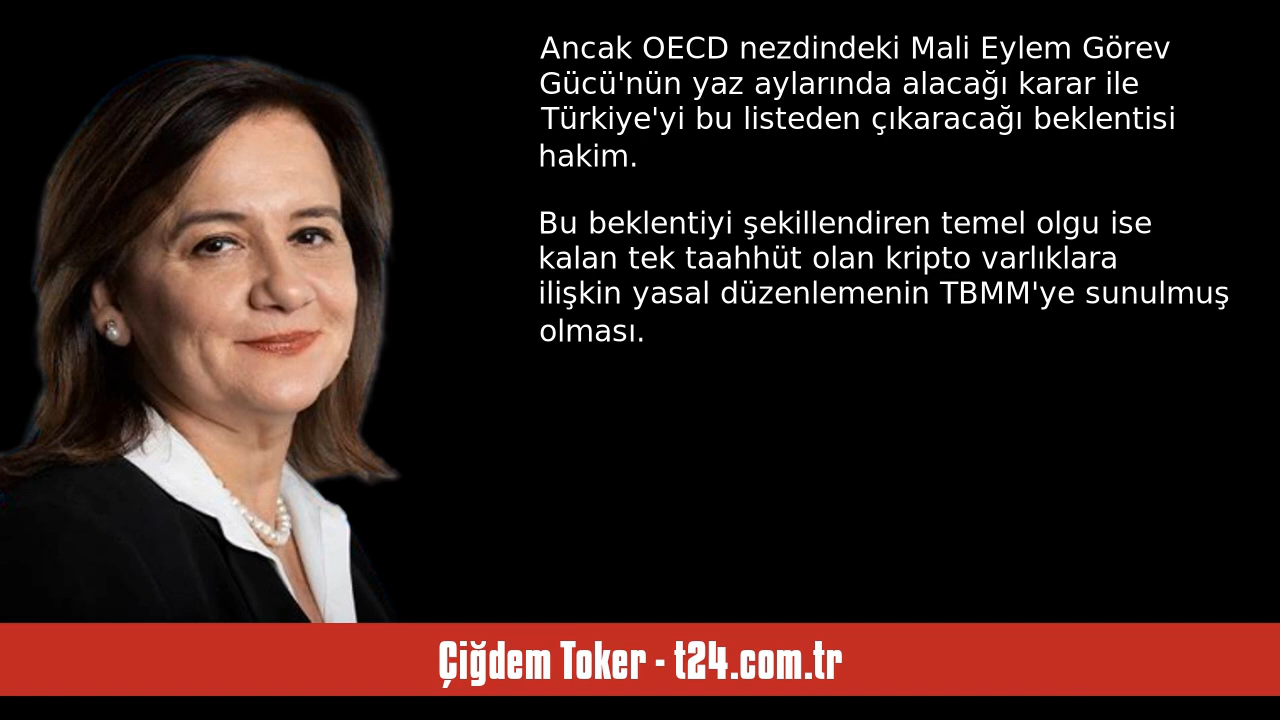 Ancak OECD nezdindeki Mali Eylem Görev
Gücü'nün yaz aylarında alacağı karar ile
Türkiye'yi bu listeden çıkaracağı beklentisi
hakim.
Bu beklentiyi şekillendiren temel olgu ise
kalan tek taahhüt olan kripto varlıklara
ilişkin yasal düzenlemenin TBMM'ye sunulmuş
olması.
Çiğdem Toker - t24.com.tr